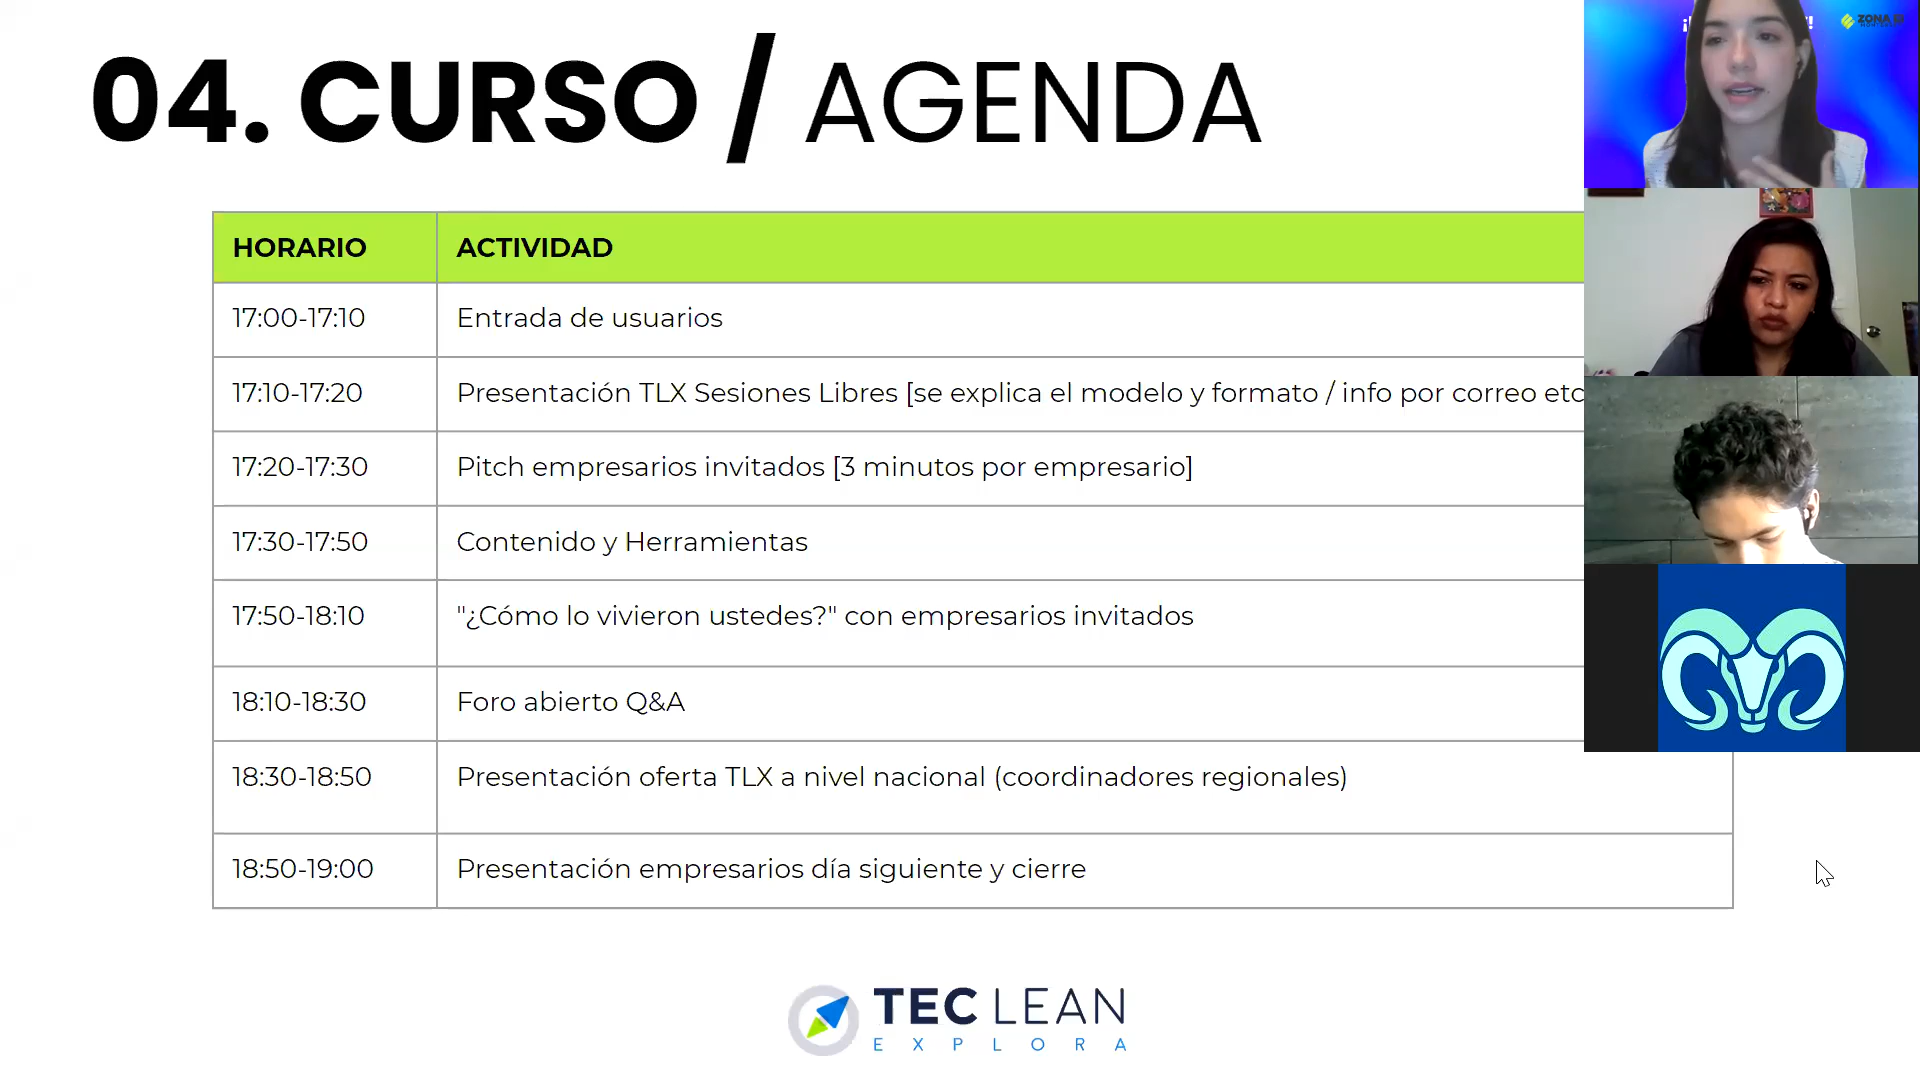 04. CURSO / AGENDA
HORARIO ACTIVIDAD
17:00-17:10 Entrada de usuarios
17:10-17:20 Presentación TLX Sesiones Libres [se explica el modelo y formato / info por correo etc
17:20-17:30 Pitch empresarios invitados [3 minutos por empresario]
17:30-17:50 Contenido y Herramientas
17:50-18:10 "¿Cómo lo vivieron ustedes?" con empresarios invitados
18:10-18:30 Foro abierto Q&A
18:30-18:50 Presentación oferta TLX a nivel nacional (coordinadores regionales)
18:50-19:00 Presentación empresarios día siguiente y cierre
TEC LEAN
EXPLORA
ZONA EI